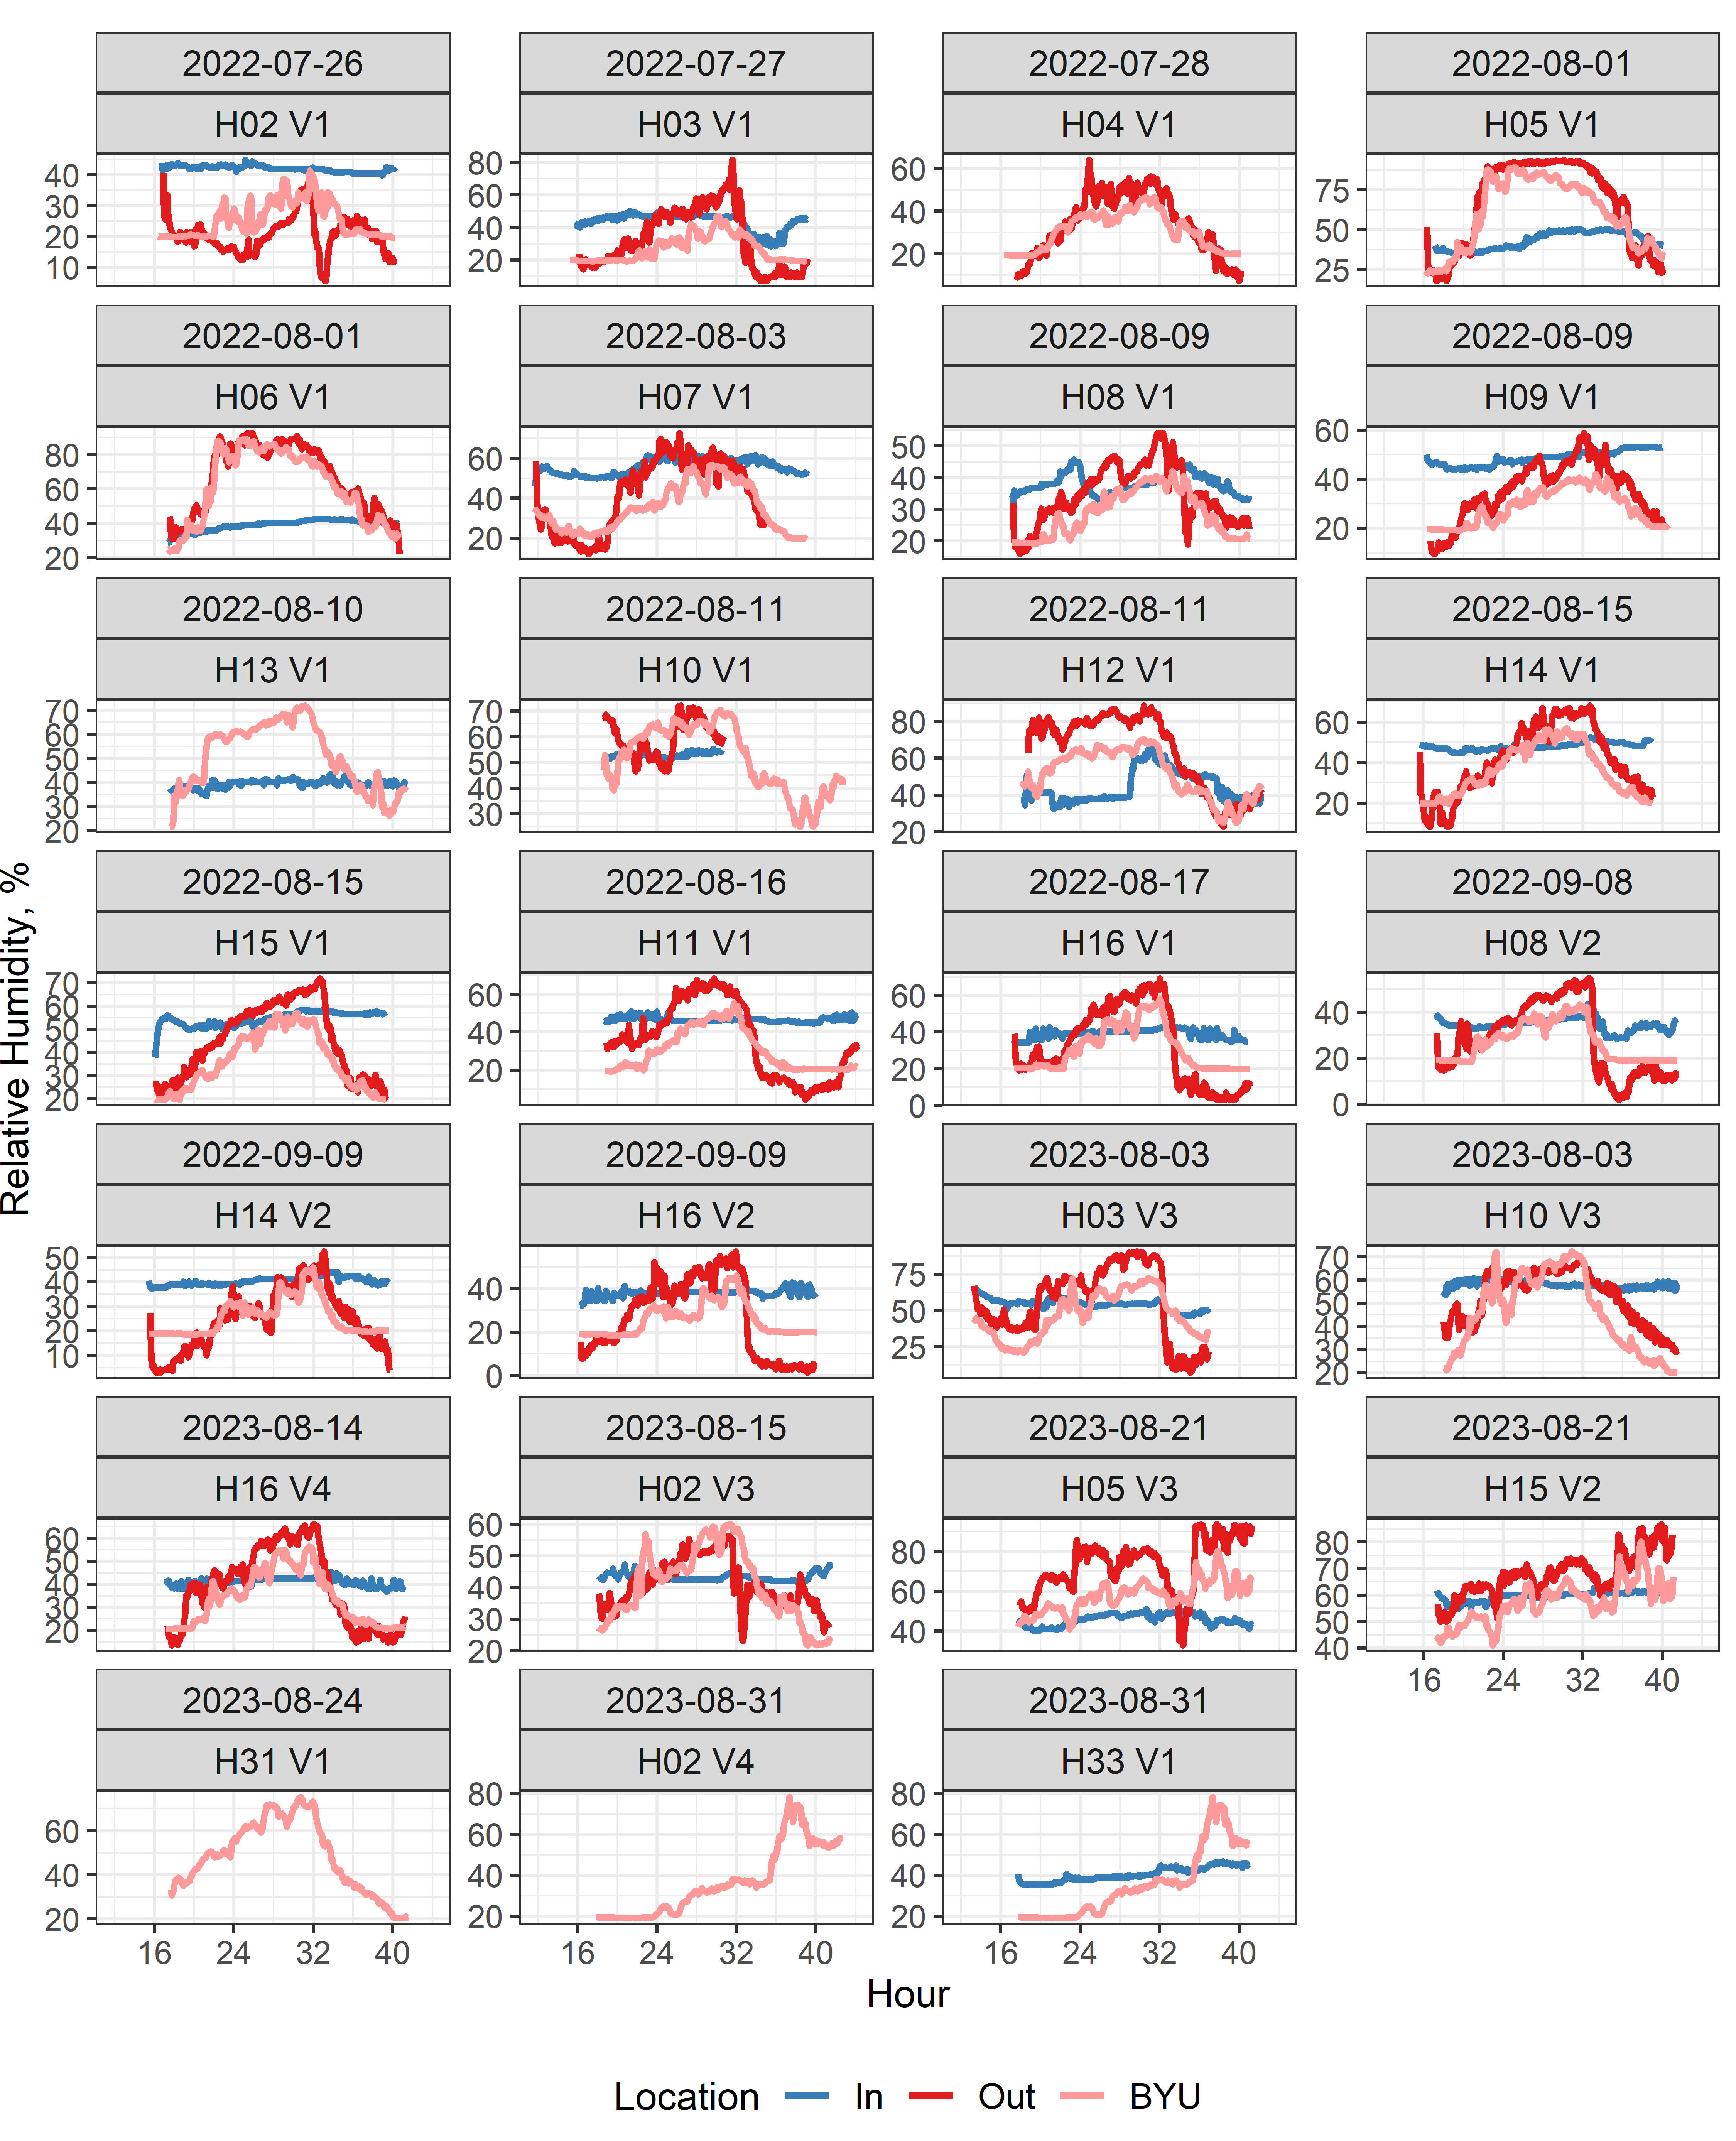 2022-07-26 2022-07-27 2022-07-28 2022-08-01
H02 V1 H03 V1 H04 V1 H05 V1
40 30 20 10
80 60 40 20
60 40 20
75 50 25
2022-08-01 2022-08-03 2022-08-09 2022-08-09
H06 V1 H07 V1 H08 V1 H09 V1
80 60 40 20
60 40 20
50 40 30 20
60 40 20
2022-08-10 2022-08-11 2022-08-11 2022-08-15
H13 V1 H10 V1 H12 V1 H14 V1
70 60 50 40 30 20
70 60 50 40 30
80 60 40 20
60 40 20
2022-08-15 2022-08-16 2022-08-17 2022-09-08
H15 V1 H11 V1 H16 V1 H08 V2
70 60 50 40 30 20
60 40 20
60 40 20 0
40 20 0
2022-09-09 2022-09-09 2023-08-03 2023-08-03
H14 V2 H16 V2 H03 V3 H10 V3
50 40 30 20 10
40 20 0
75 50 25
70 60 50 40 30 20
2023-08-14 2023-08-15 2023-08-21 2023-08-21
H16 V4 H02 V3 H05 V3 H15 V2
60 50 40 30 20
60 50 40 30 20
80 60 40
80 70 60 50 40
16 24 32 40
2023-08-24 2023-08-31 2023-08-31
H31 V1 H02 V4 H33 V1
60 40 20
80 60 40 20
80 60 40 20
16 24 32 40 16 24 32 40 16 24 32 40
Relative Humidity, %
Hour
Location In Out BYU